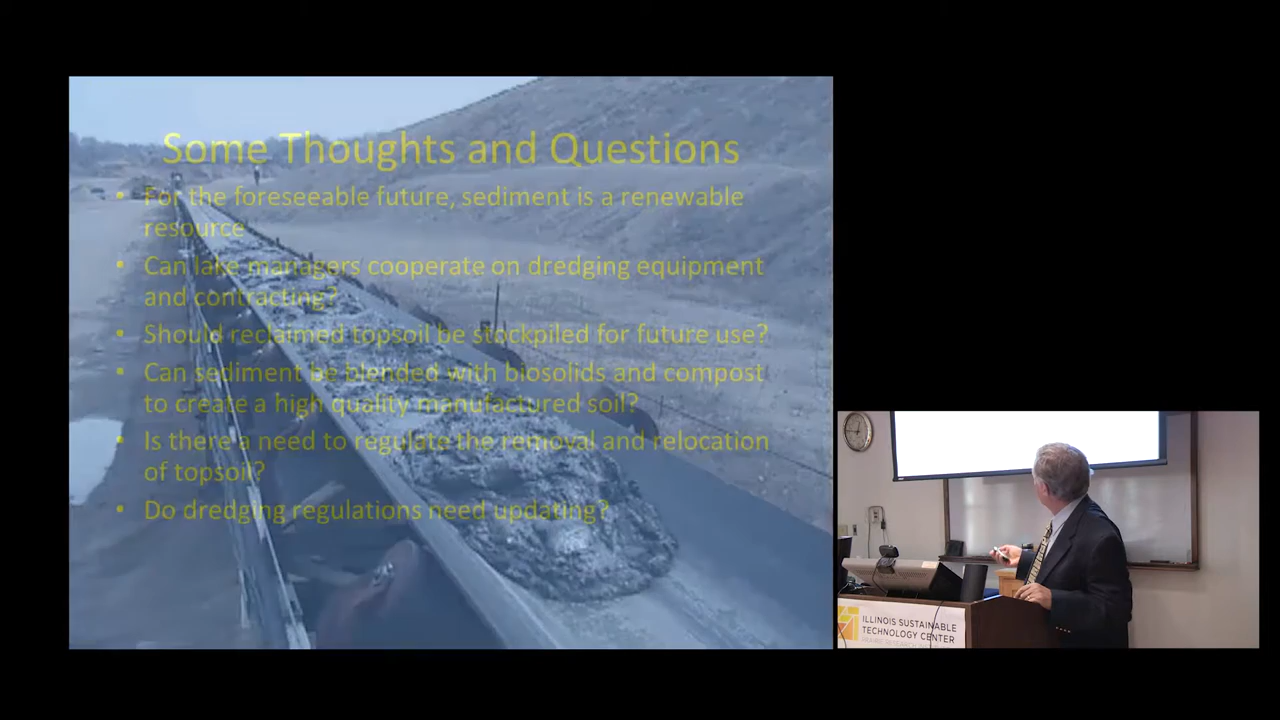 Some Thoughts and Questions
• For the foreseeable future, sediment is a renewable
resource
• Can lake managers cooperate on dredging equipment
and contracting?
• Should reclaimed topsoil be stockpiled for future use?
• Can sediment be blended with biosolids and compost
to create a high quality manufactured soil?
• Is there a need to regulate the removal and relocation
of topsoil?
• Do dredging regulations need updating?
ILLINOIS SUSTAINABLE
TECHNOLOGY CENTER